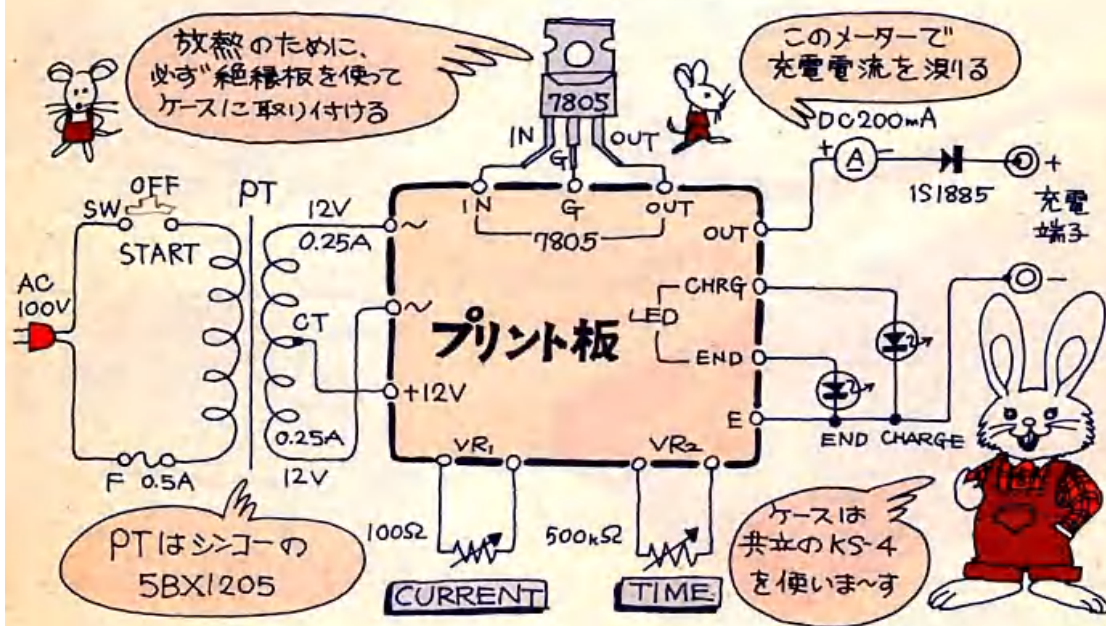 放熱のために、
必ず絶縁板を使って
ケースに取り付ける
このメーターで
充電電流を測る
7805
IN
G
OUT
DC200mA
+ A -
1S1885
+
充電
端子
-
OFF
SW
START
PT
12V
0.25A
~
IN G OUT
7805
OUT
AC
100V
CT
~
CHRG
LED
END
プリント板
+12V
E
END CHARGE
0.25A
12V
F 0.5A
VR₁
VR₂
100Ω
500kΩ
CURRENT
TIME
PTはシンコーの
5BX1205
ケースは
共立のKS-4
を使いま〜す